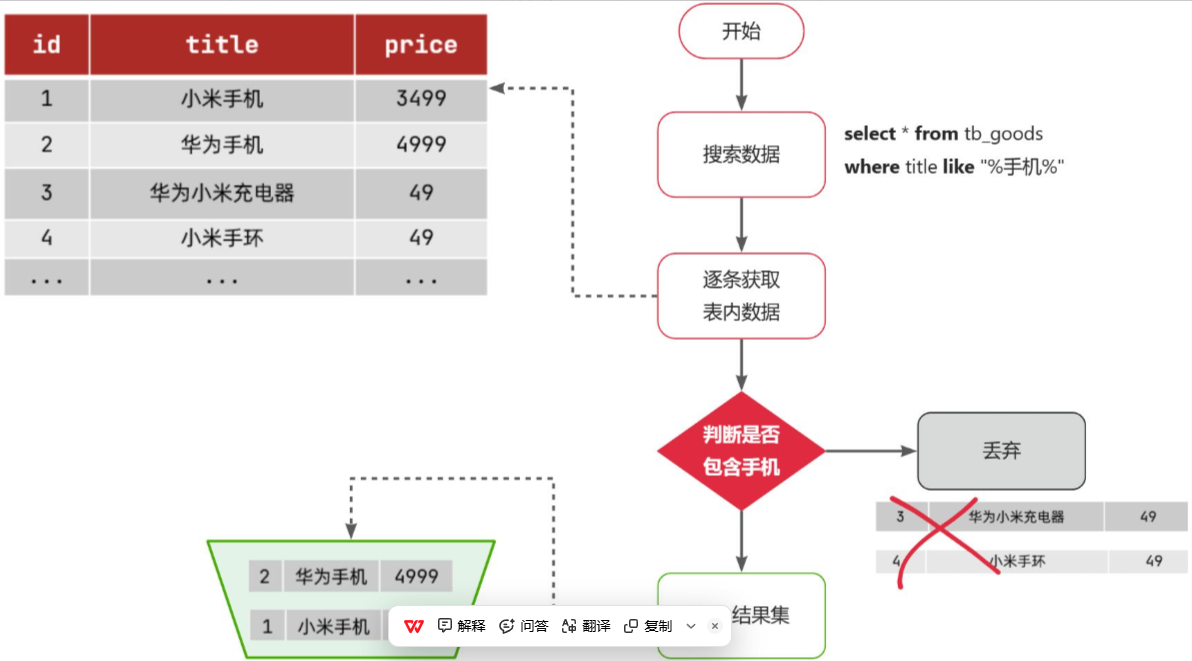 id title price
1 小米手机 3499
2 华为手机 4999
3 华为小米充电器 49
4 小米手环 49
... ... ...
开始
搜索数据
select * from tb_goods
where title like "%手机%"
逐条获取
表内数据
判断是否
包含手机
丢弃
3 华为小米充电器 49
4 小米手环 49
2 华为手机 4999
1 小米手机
结果集
解释 问答 翻译 复制